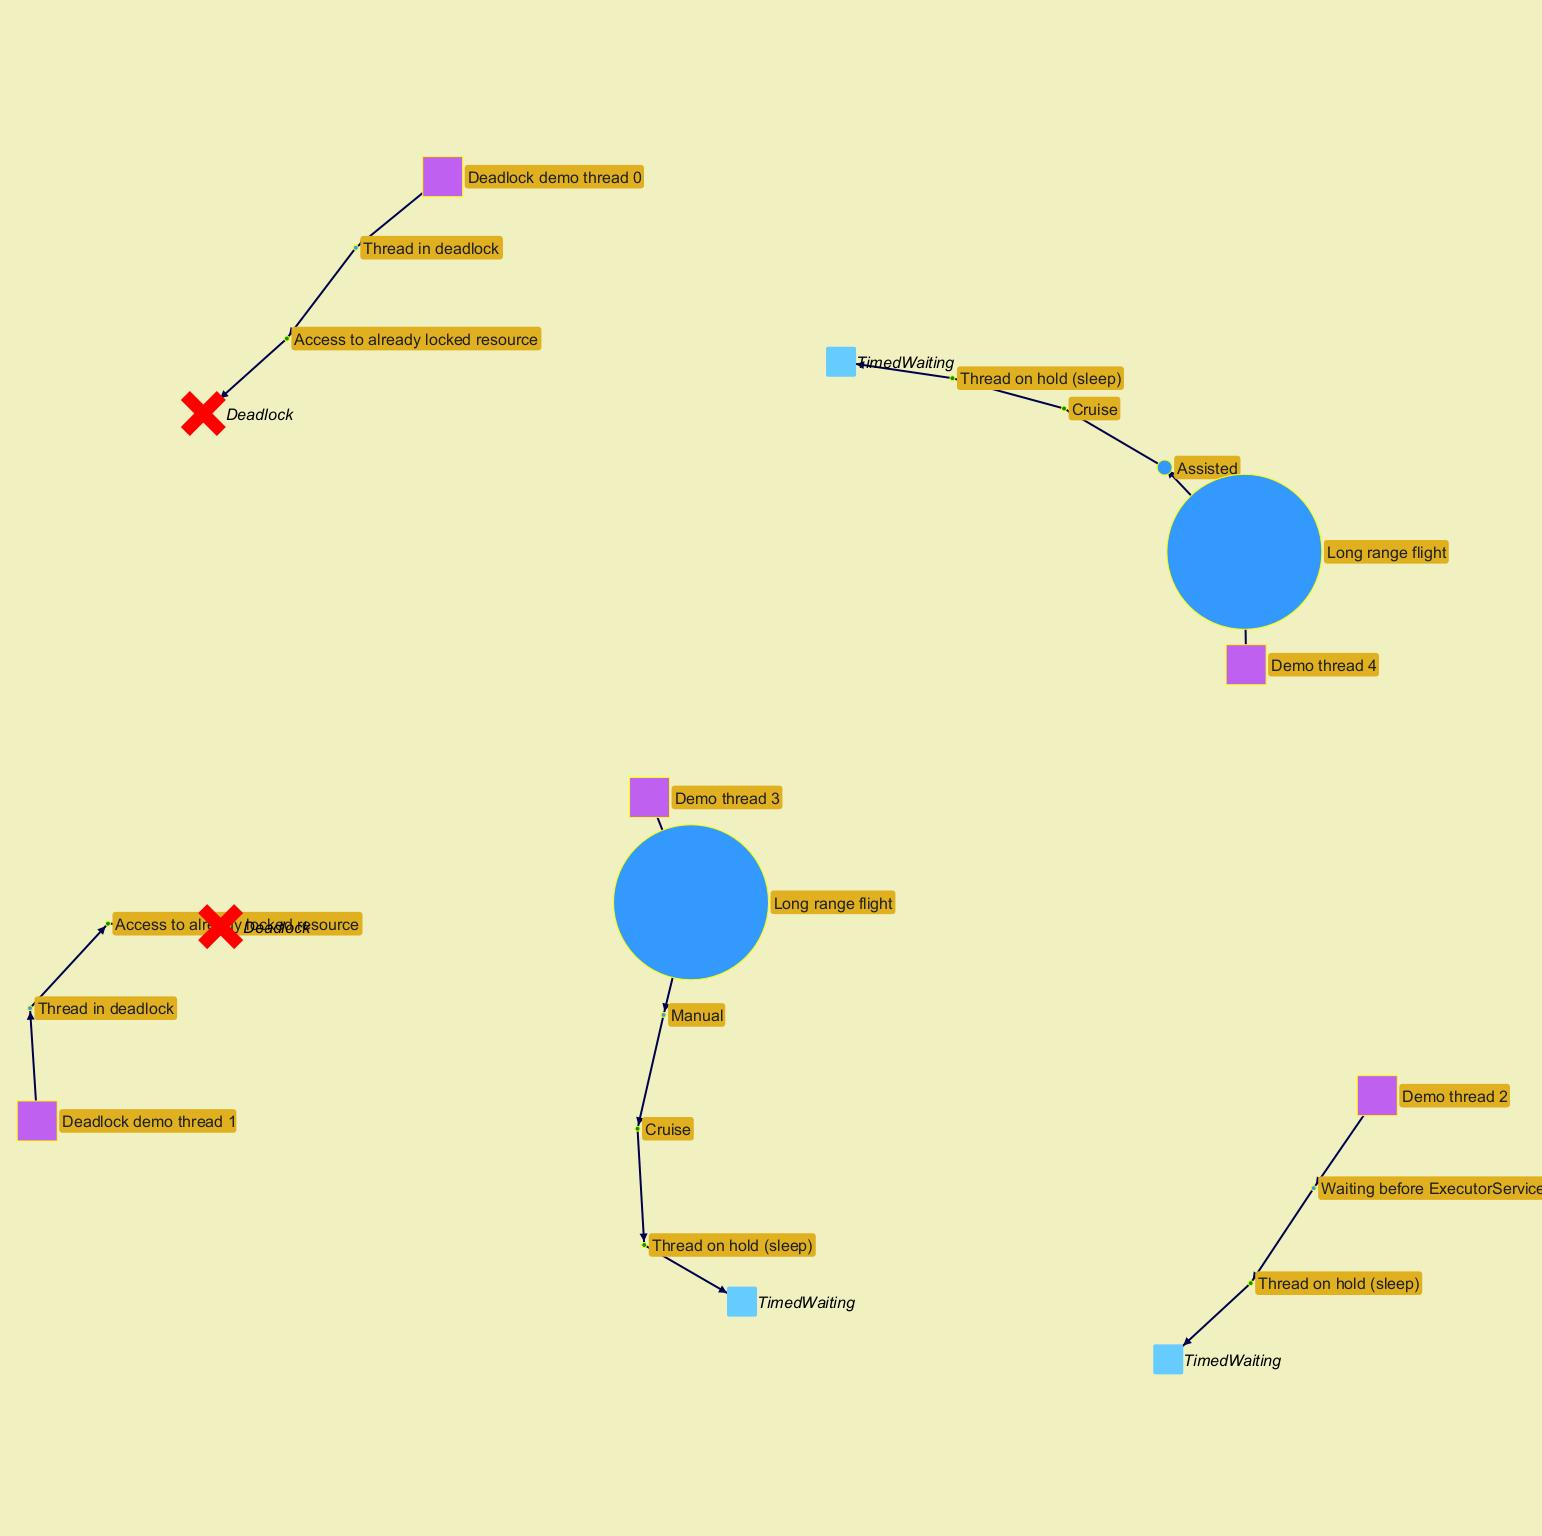 Deadlock demo thread 0
Thread in deadlock
Access to already locked resource
Deadlock
TimedWaiting
Thread on hold (sleep)
Cruise
Assisted
Long range flight
Demo thread 4
Demo thread 3
Long range flight
Manual
Cruise
Thread on hold (sleep)
TimedWaiting
Access to already locked resource
Deadlock
Thread in deadlock
Deadlock demo thread 1
Demo thread 2
Waiting before ExecutorService
Thread on hold (sleep)
TimedWaiting